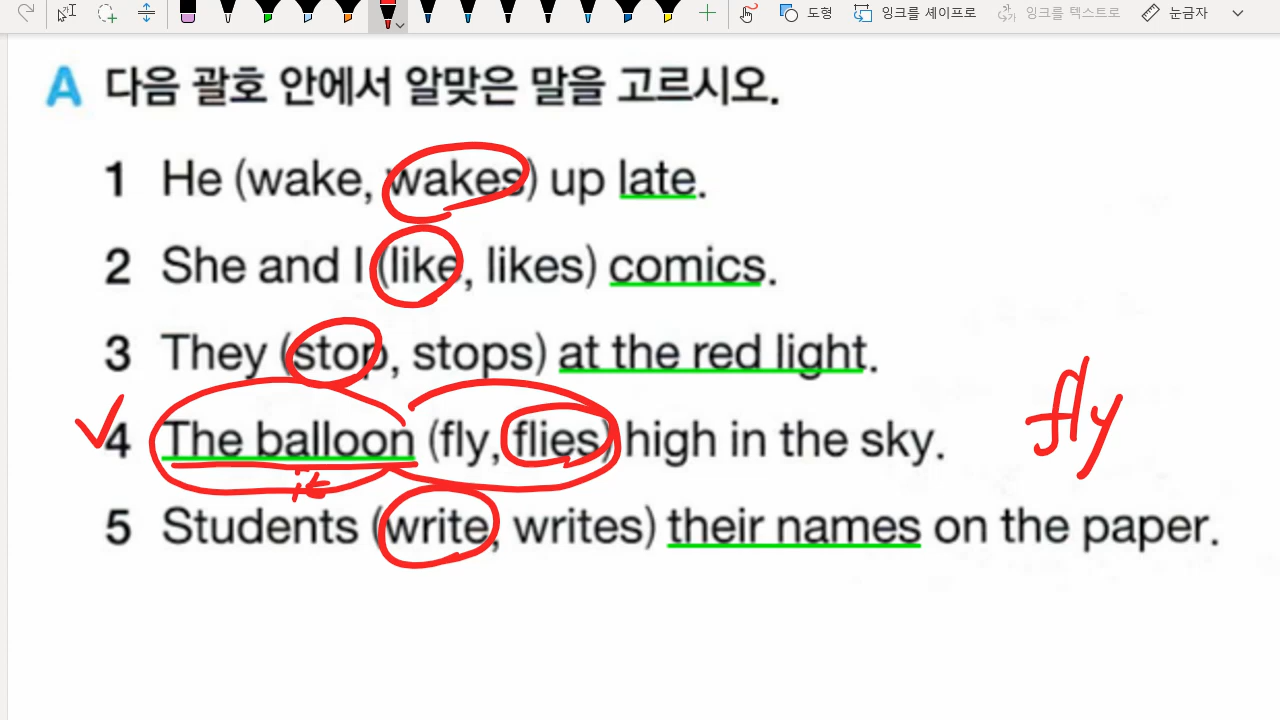 도형 잉크를 셰이프로 잉크를 텍스트로 눈금자
A 다음 괄호 안에서 알맞은 말을 고르시오.
1 He (wake, wakes) up late.
2 She and I (like, likes) comics.
3 They (stop, stops) at the red light.
4 The balloon (fly, flies) high in the sky.
fly
it
5 Students (write, writes) their names on the paper.